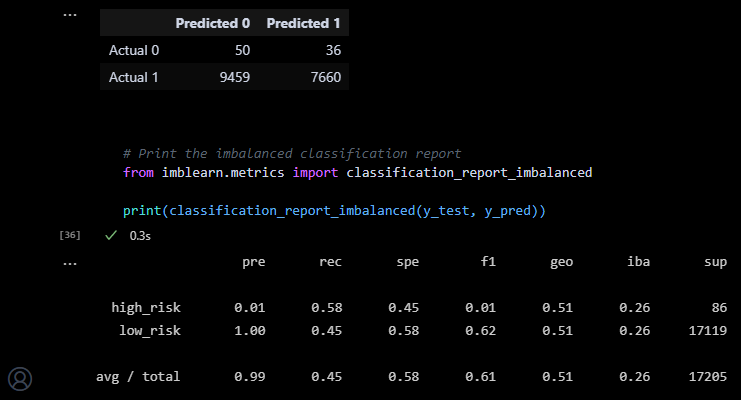 ...
Predicted 0 Predicted 1
Actual 0 50 36
Actual 1 9459 7660
# Print the imbalanced classification report
from imblearn.metrics import classification_report_imbalanced
print(classification_report_imbalanced(y_test, y_pred))
[36] ✓ 0.3s
... pre rec spe f1 geo iba sup
high_risk 0.01 0.58 0.45 0.01 0.51 0.26 86
low_risk 1.00 0.45 0.58 0.62 0.51 0.26 17119
avg / total 0.99 0.45 0.58 0.61 0.51 0.26 17205